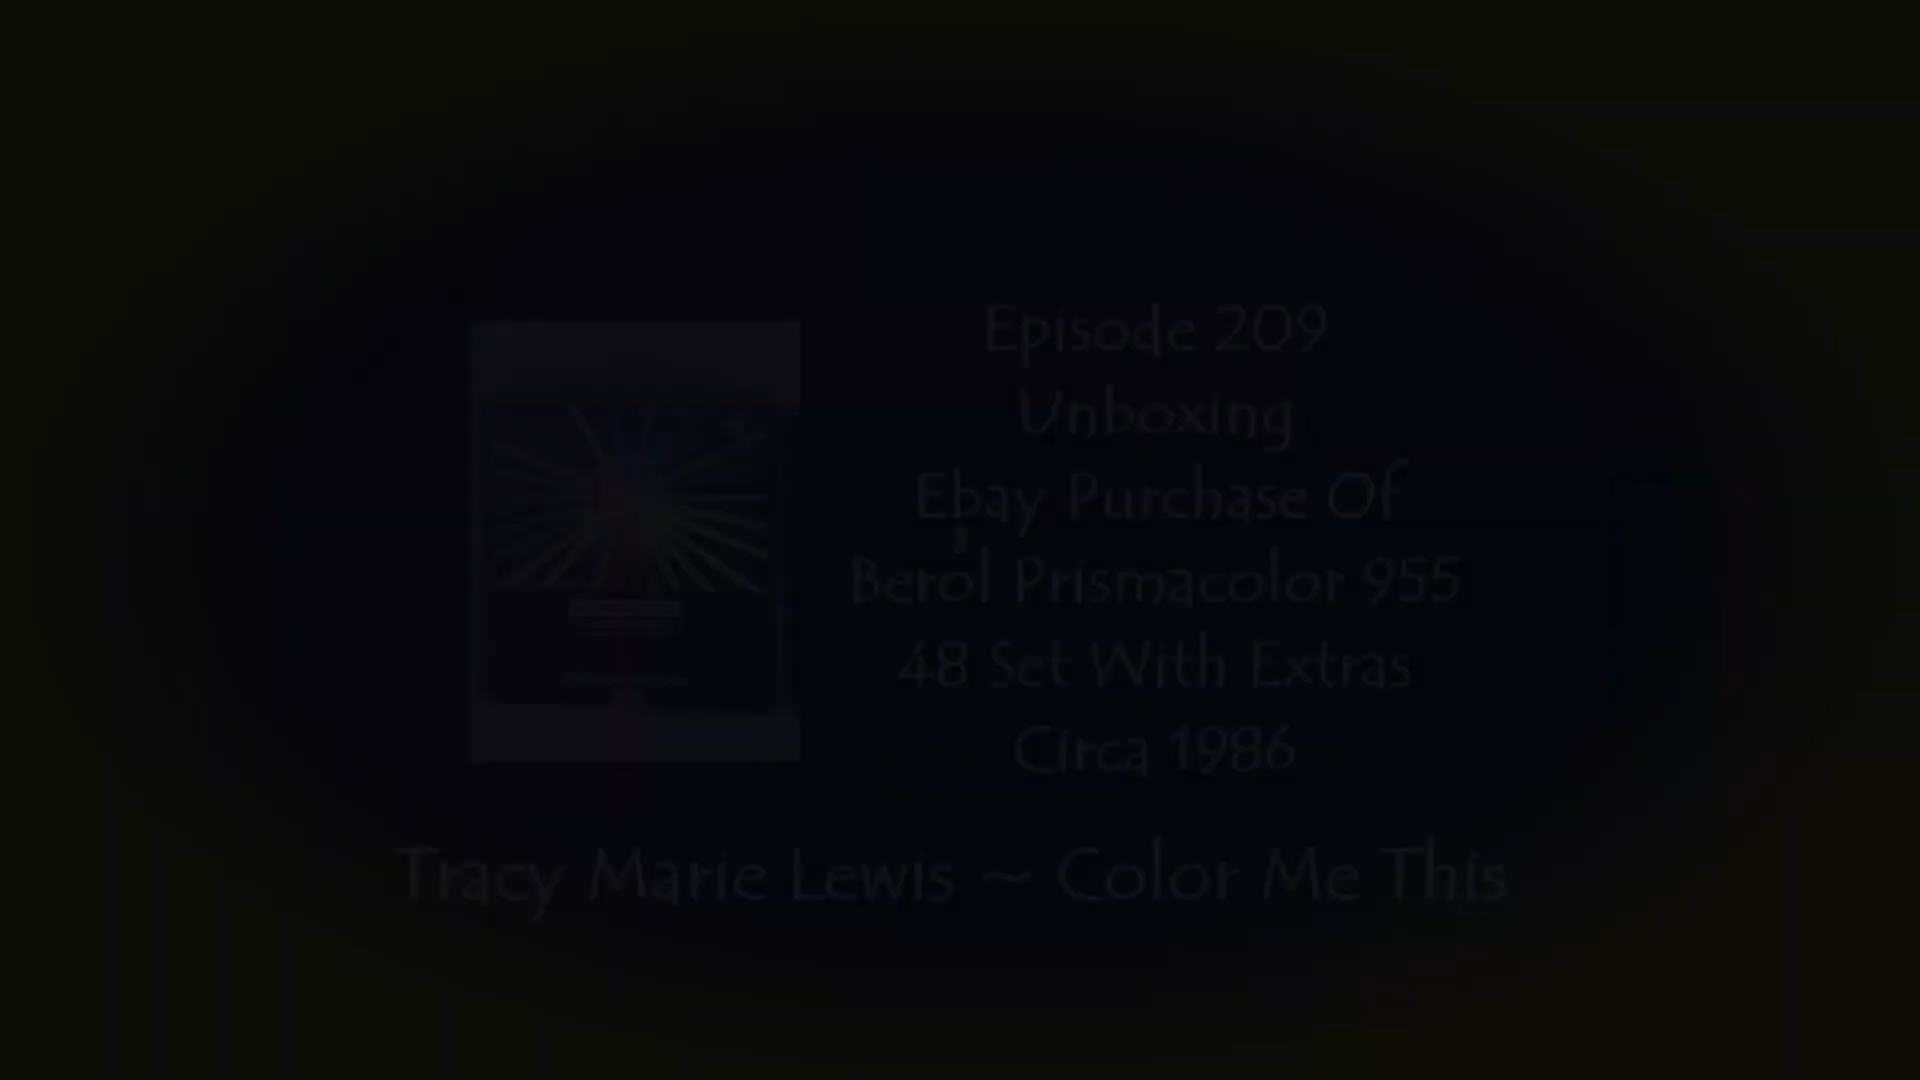 Episode 209
Unboxing
Ebay Purchase Of
Berol Prismacolor 955
48 Set With Extras
Circa 1986
Tracy Marie Lewis ~ Color Me This